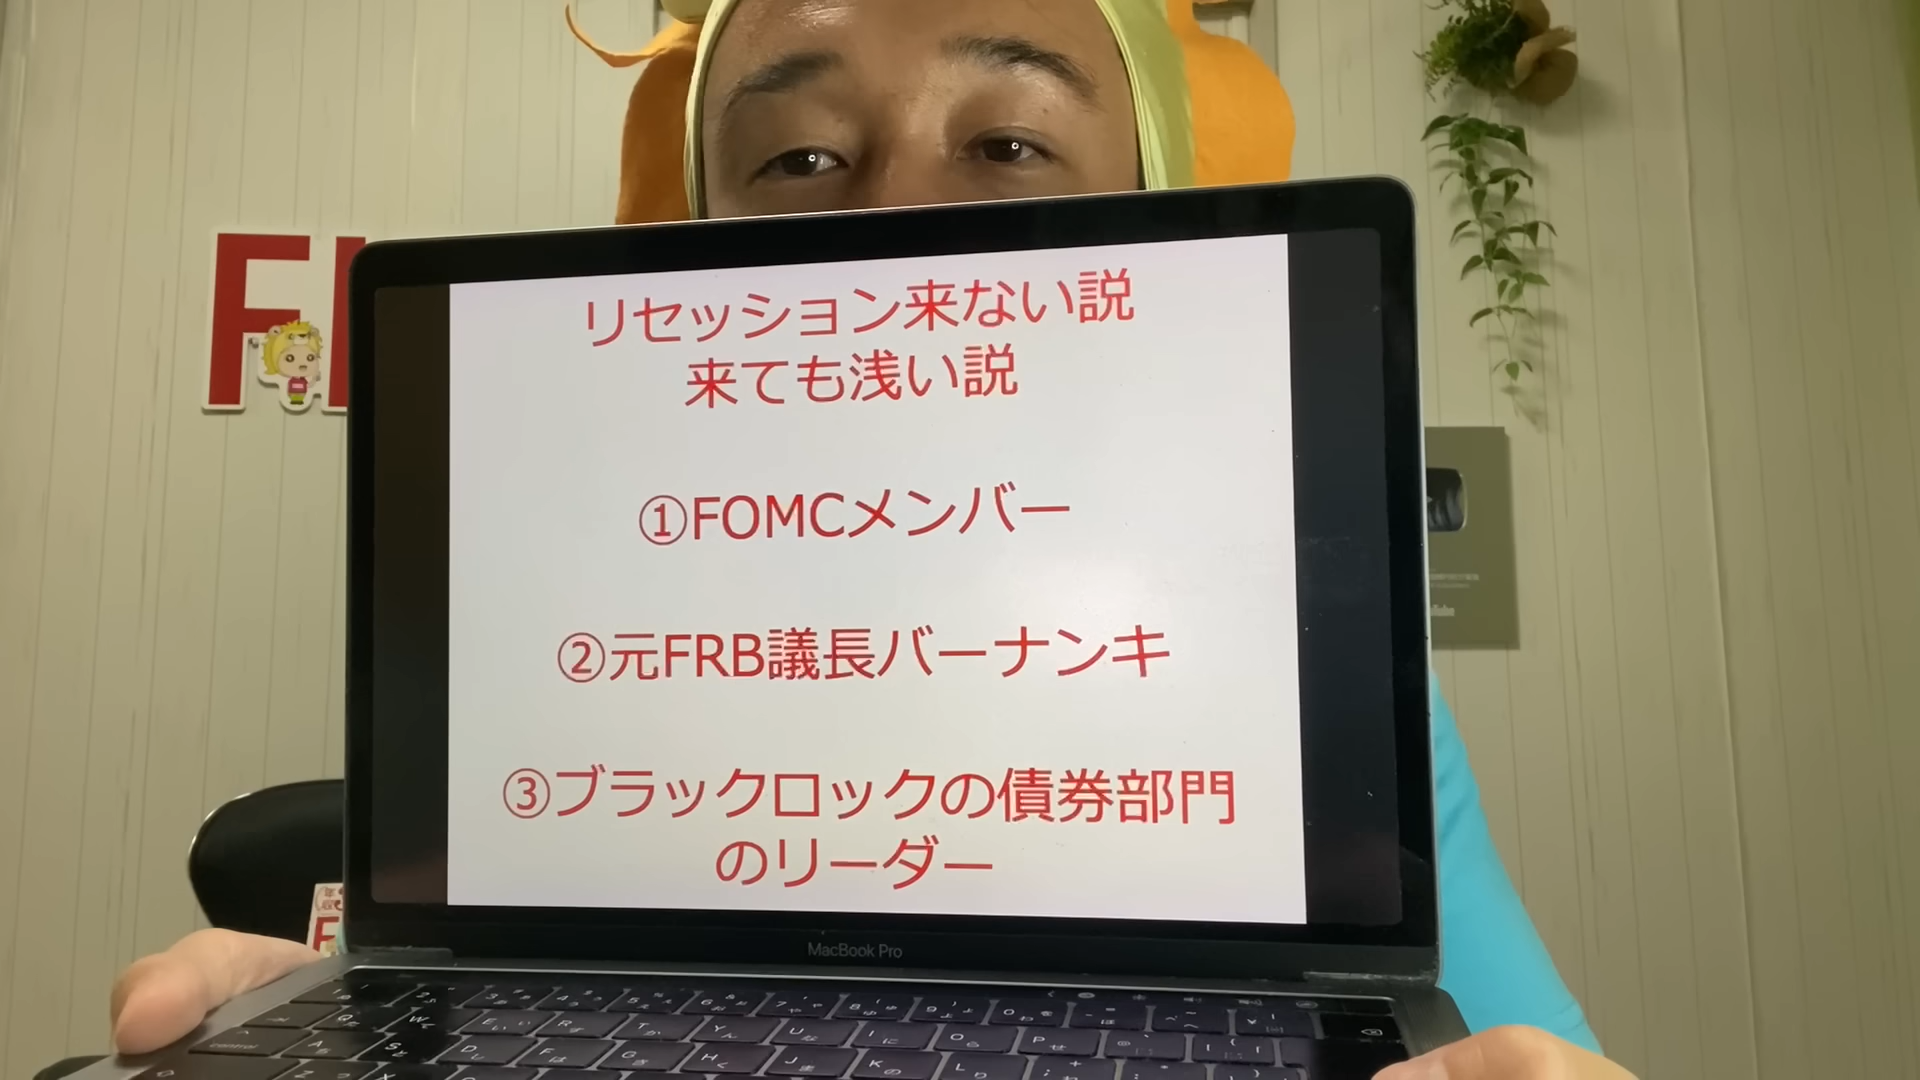 リセッション来ない説
来ても浅い説
①FOMCメンバー
②元FRB議長バーナンキ
③ブラックロックの債券部門
のリーダー
MacBook Pro